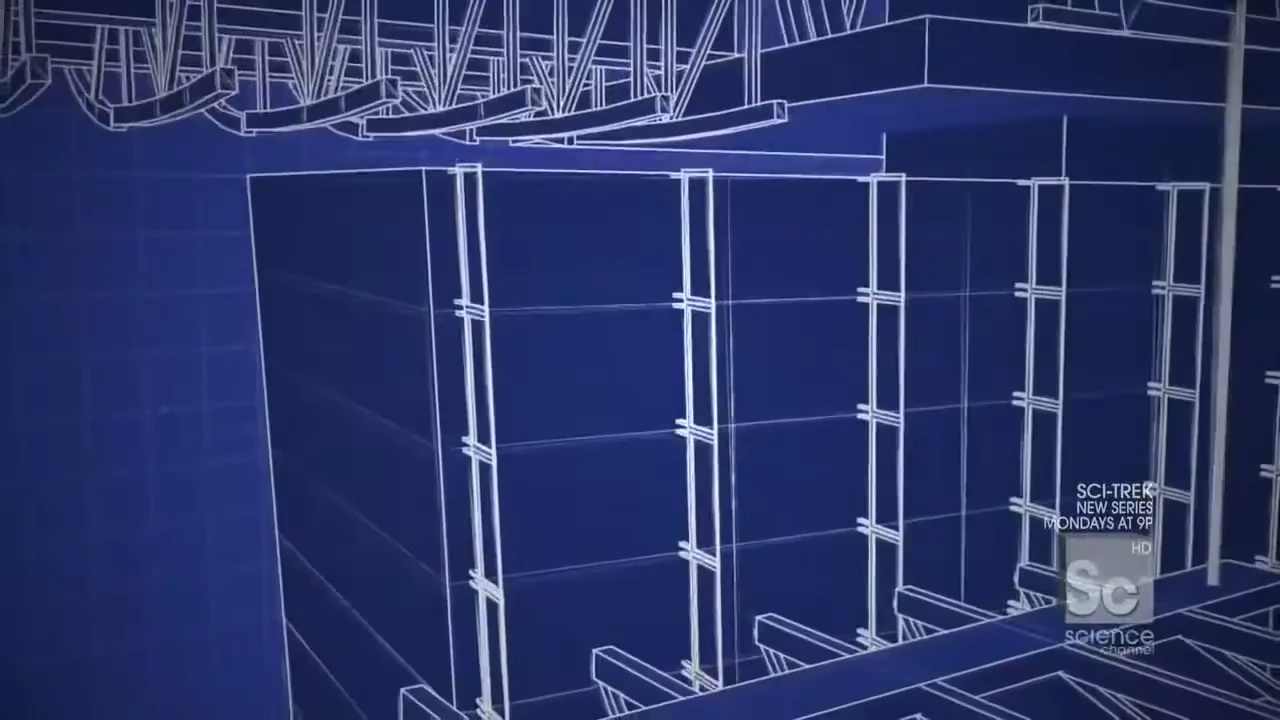 SCI-TREK
NEW SERIES
MONDAYS AT 9P
HD
Sc
science
channel